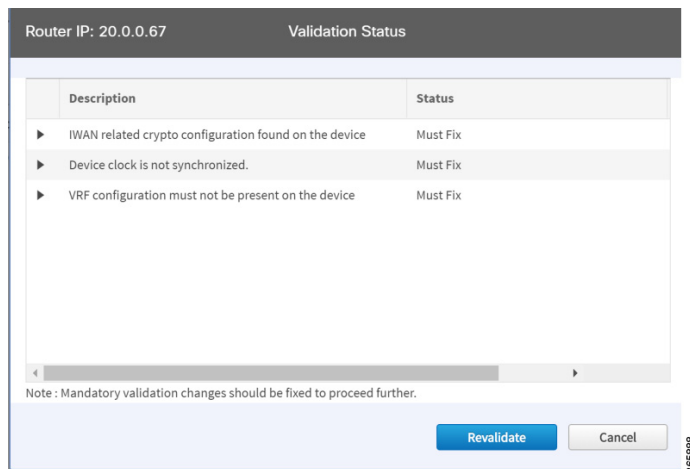 Router IP: 20.0.0.67 Validation Status
Description Status
IWAN related crypto configuration found on the device Must Fix
Device clock is not synchronized. Must Fix
VRF configuration must not be present on the device Must Fix
Note : Mandatory validation changes should be fixed to proceed further.
Revalidate Cancel